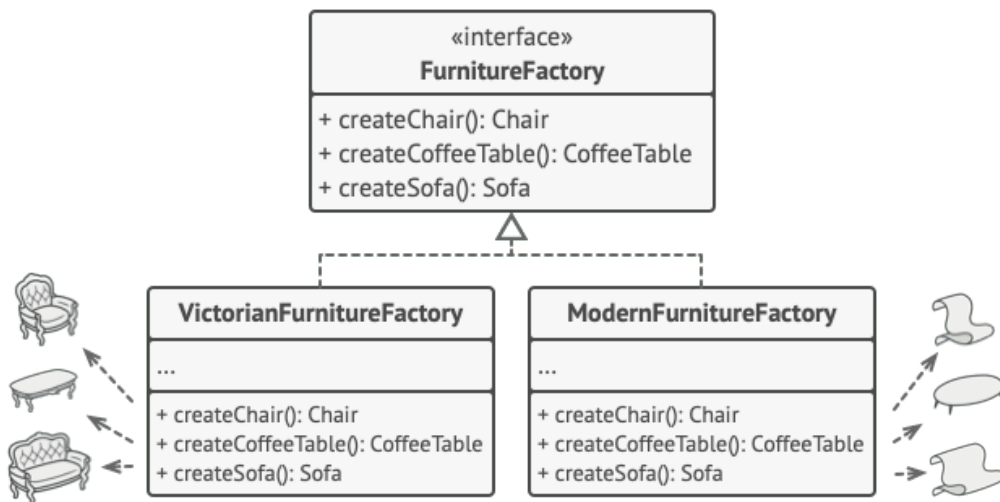 «interface»
FurnitureFactory
+ createChair(): Chair
+ createCoffeeTable(): CoffeeTable
+ createSofa(): Sofa
VictorianFurnitureFactory
...
+ createChair(): Chair
+ createCoffeeTable(): CoffeeTable
+ createSofa(): Sofa
ModernFurnitureFactory
...
+ createChair(): Chair
+ createCoffeeTable(): CoffeeTable
+ createSofa(): Sofa